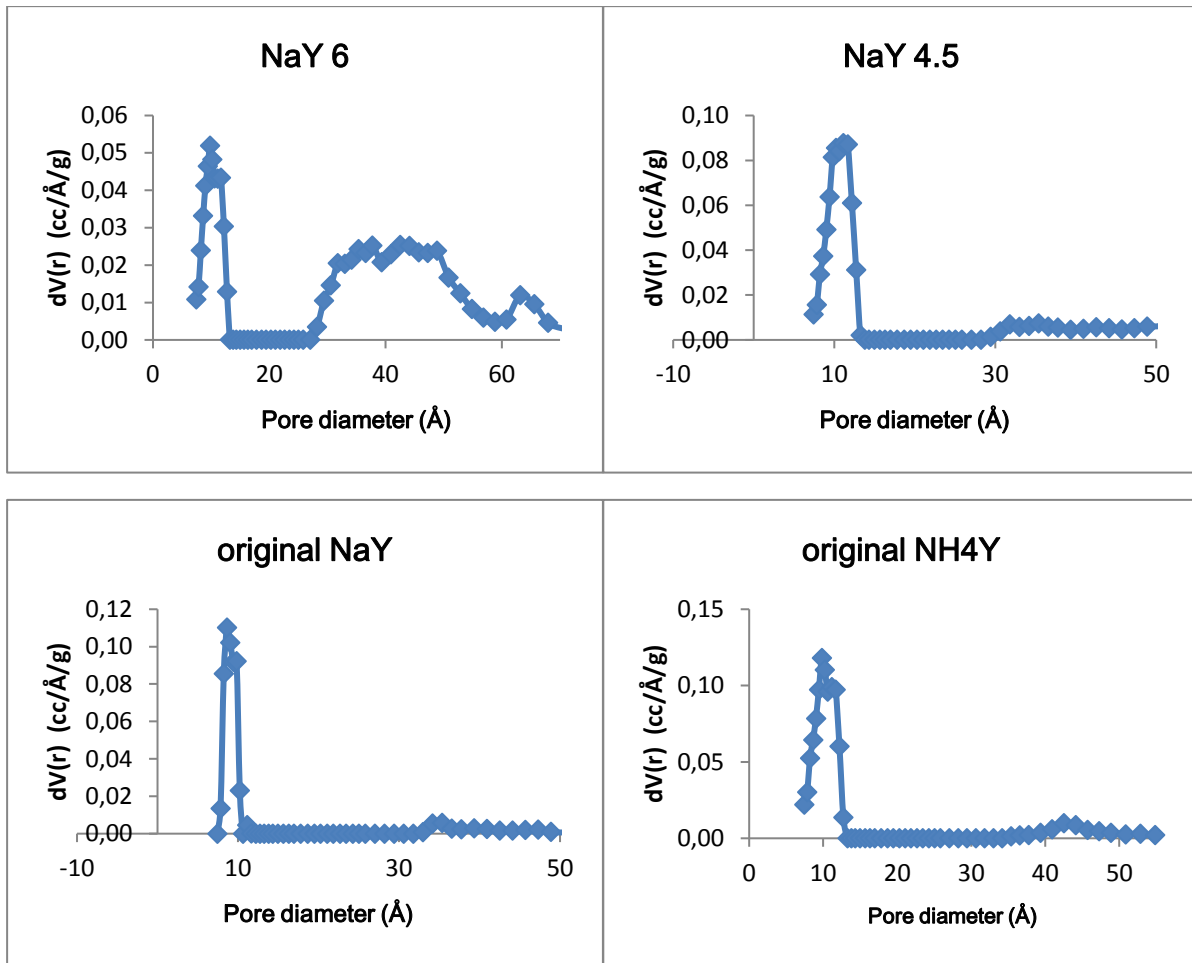 NaY 6
dV(r) (cc/Å/g)
0,06
0,05
0,04
0,03
0,02
0,01
0,00
0 20 40 60
Pore diameter (Å)
NaY 4.5
dV(r) (cc/Å/g)
0,10
0,08
0,06
0,04
0,02
0,00
-10 10 30 50
Pore diameter (Å)
original NaY
dV(r) (cc/Å/g)
0,12
0,10
0,08
0,06
0,04
0,02
0,00
-10 10 30 50
Pore diameter (Å)
original NH4Y
dV(r) (cc/Å/g)
0,15
0,10
0,05
0,00
0 10 20 30 40 50
Pore diameter (Å)